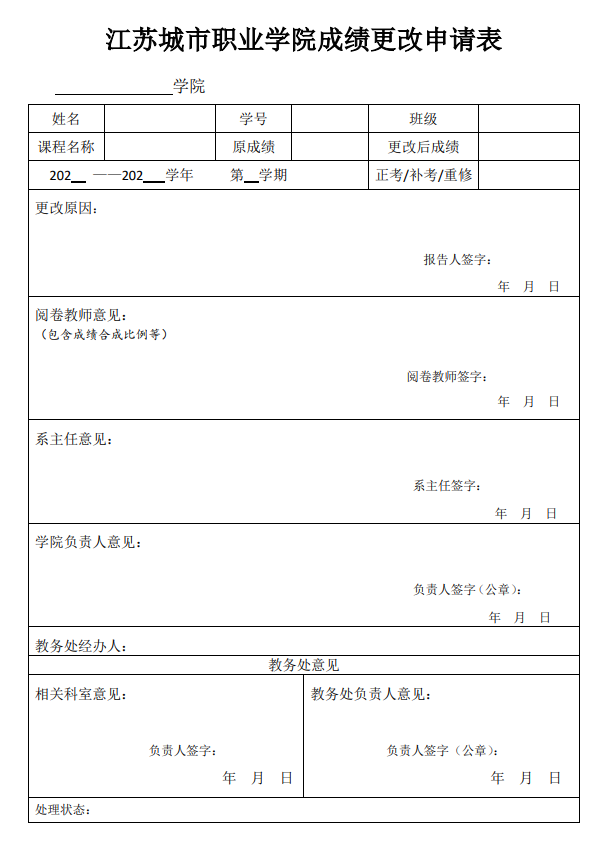 江苏城市职业学院成绩更改申请表
______________学院
姓名 学号 班级
课程名称 原成绩 更改后成绩
202__ ——202___学年 第__学期 正考/补考/重修
更改原因：
报告人签字：
年 月 日
阅卷教师意见：
（包含成绩合成比例等）
阅卷教师签字：
年 月 日
系主任意见：
系主任签字：
年 月 日
学院负责人意见：
负责人签字（公章）：
年 月 日
教务处经办人：
教务处意见
相关科室意见： 教务处负责人意见：
负责人签字： 负责人签字（公章）：
年 月 日 年 月 日
处理状态：